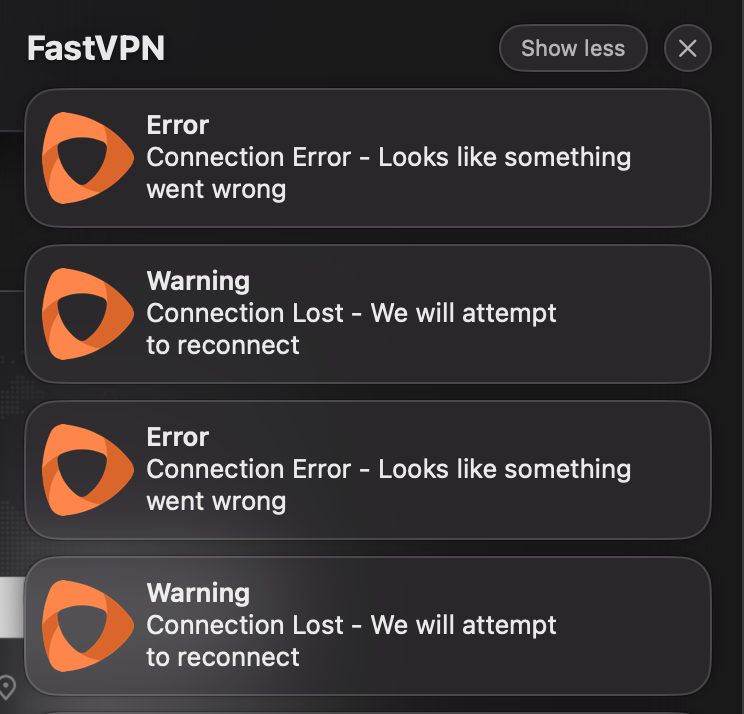 FastVPN
Show less
Error
Connection Error - Looks like something
went wrong
Warning
Connection Lost - We will attempt
to reconnect
Error
Connection Error - Looks like something
went wrong
Warning
Connection Lost - We will attempt
to reconnect